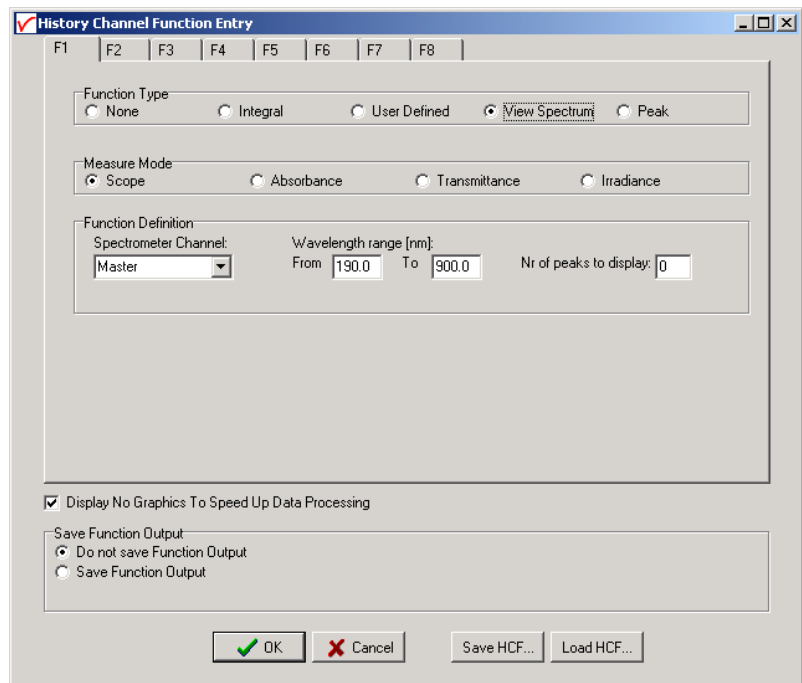 History Channel Function Entry
F1 F2 F3 F4 F5 F6 F7 F8
Function Type
None Integral User Defined View Spectrum Peak
Measure Mode
Scope Absorbance Transmittance Irradiance
Function Definition
Spectrometer Channel: Wavelength range [nm]:
Master From 190.0 To 900.0 Nr of peaks to display: 0
Display No Graphics To Speed Up Data Processing
Save Function Output
Do not save Function Output
Save Function Output
OK Cancel Save HCF... Load HCF...